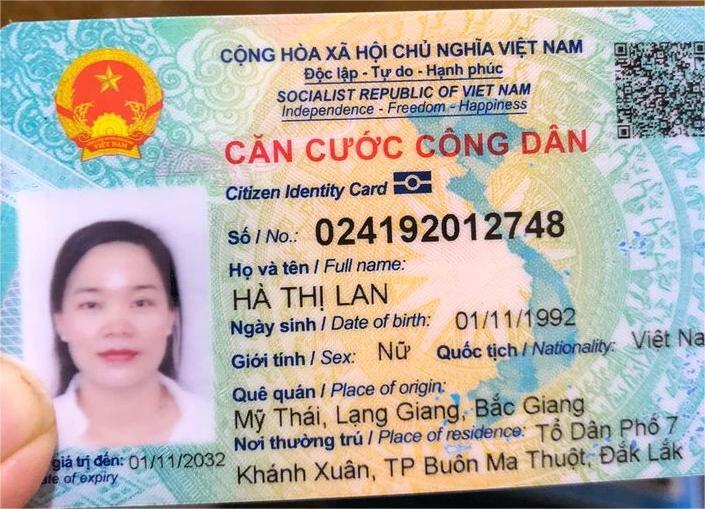 CỘNG HÒA XÃ HỘI CHỦ NGHĨA VIỆT NAM
Độc lập - Tự do - Hạnh phúc
SOCIALIST REPUBLIC OF VIET NAM
Independence - Freedom - Happiness
CĂN CƯỚC CÔNG DÂN
Citizen Identity Card
Số / No.: 024192012748
Họ và tên / Full name:
HÀ THỊ LAN
Ngày sinh / Date of birth: 01/11/1992
Giới tính / Sex: Nữ Quốc tịch / Nationality: Việt Na
Quê quán / Place of origin:
Mỹ Thái, Lạng Giang, Bắc Giang
Nơi thường trú / Place of residence: Tổ Dân Phố 7
Khánh Xuân, TP Buôn Ma Thuột, Đắk Lắk
giá trị đến: 01/11/2032
of expiry
VIỆT NAM